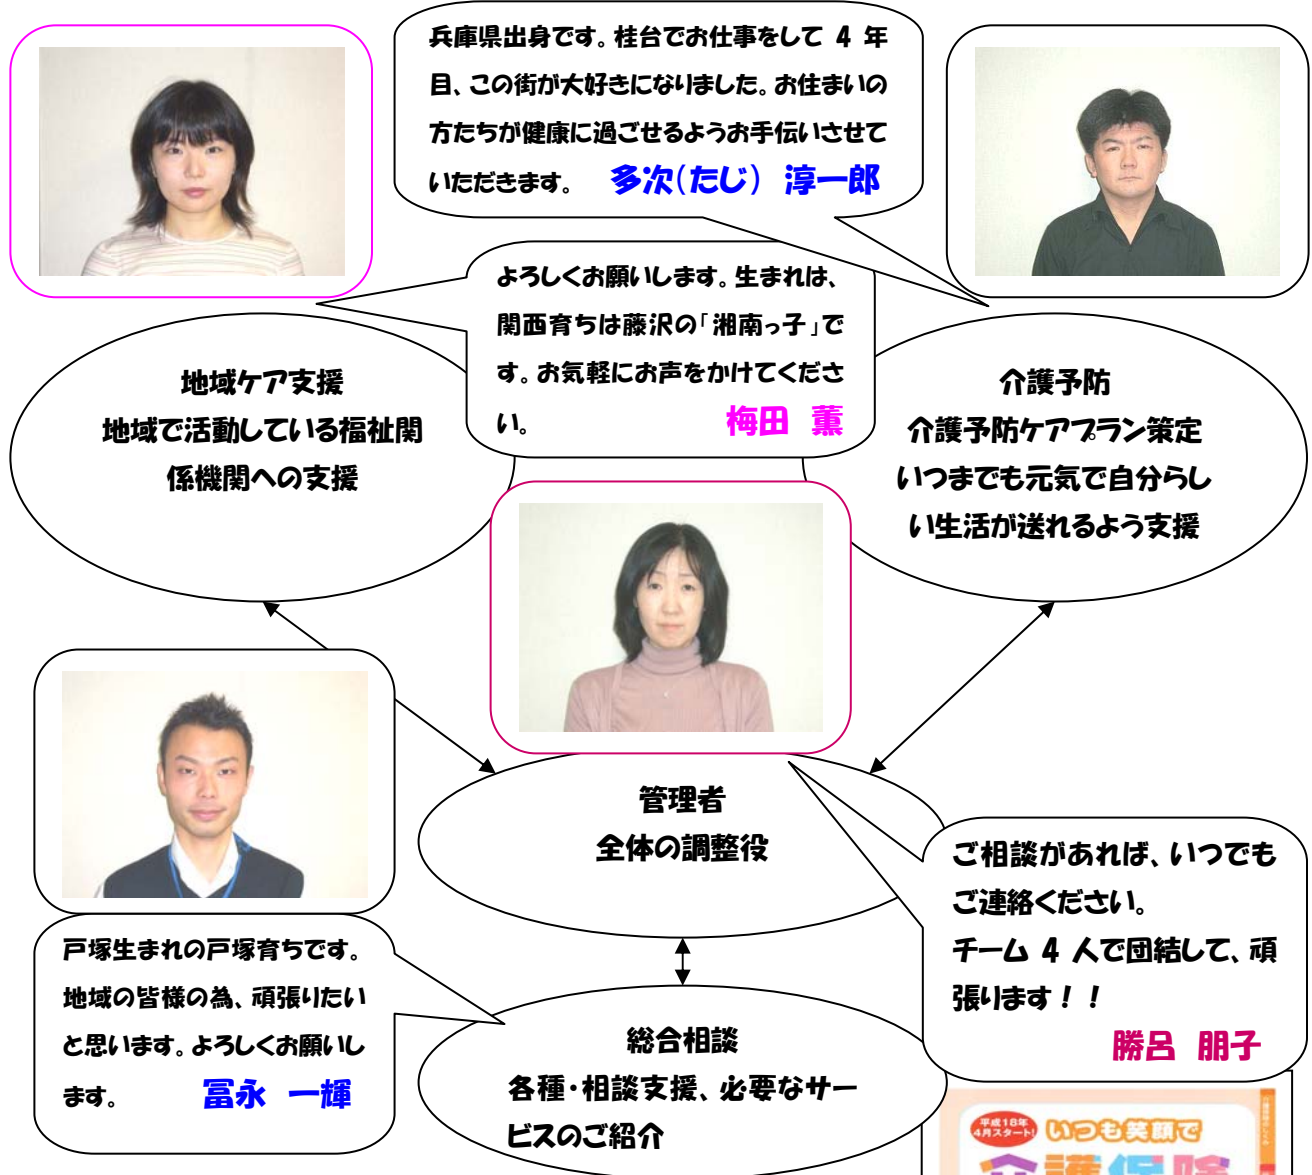 兵庫県出身です。桂台でお仕事をして 4 年
目、この街が大好きになりました。お住まいの
方たちが健康に過ごせるようお手伝いさせて
いただきます。 多次(たじ) 淳一郎
よろしくお願いします。生まれは、
関西育ちは藤沢の「湘南っ子」で
す。お気軽にお声をかけてくださ
い。 梅田 薫
地域ケア支援
地域で活動している福祉関
係機関への支援
介護予防
介護予防ケアプラン策定
いつまでも元気で自分らし
い生活が送れるよう支援
管理者
全体の調整役
ご相談があれば、いつでも
ご連絡ください。
チーム 4 人で団結して、頑
張ります！！
勝呂 朋子
戸塚生まれの戸塚育ちです。
地域の皆様の為、頑張りたい
と思います。よろしくお願いし
ます。 冨永 一輝
総合相談
各種・相談支援、必要なサー
ビスのご紹介
平成18年
4月スタート!
いつも笑顔で
介護保険